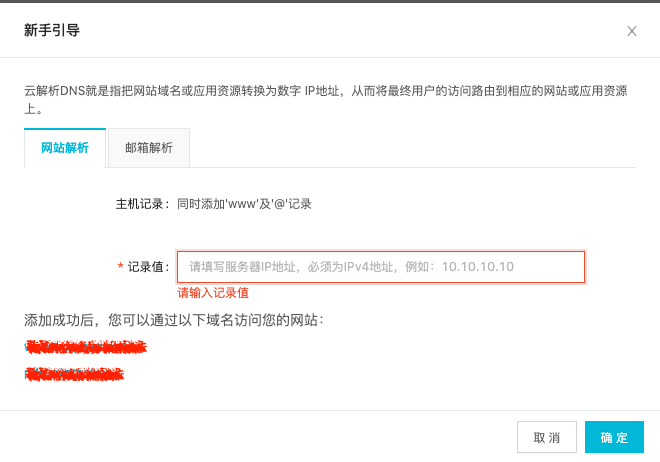 新手引导
云解析DNS就是指把网站域名或应用资源转换为数字 IP地址，从而将最终用户的访问路由到相应的网站或应用资源
上。
网站解析 邮箱解析
主机记录： 同时添加'www'及'@'记录
* 记录值： 请填写服务器IP地址，必须为IPv4地址，例如：10.10.10.10
请输入记录值
添加成功后，您可以通过以下域名访问您的网站：
取 消 确 定